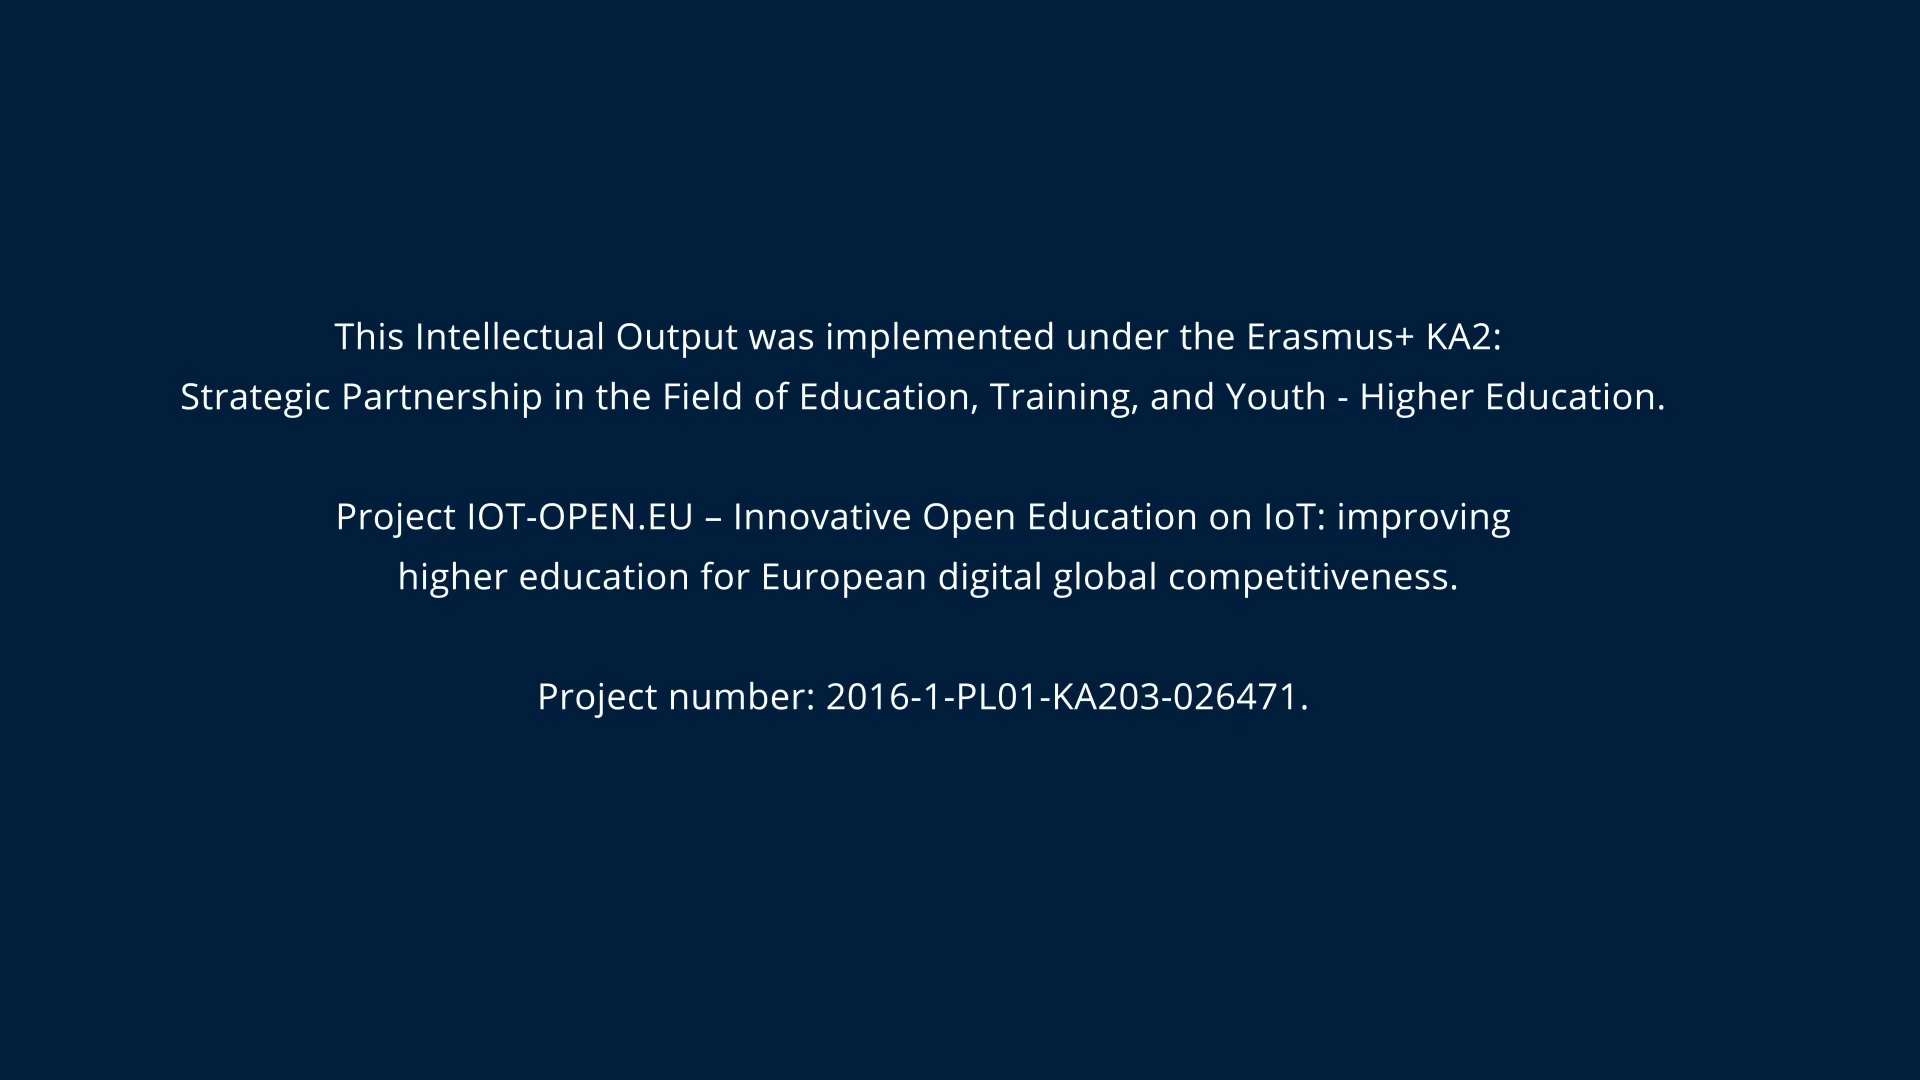 This Intellectual Output was implemented under the Erasmus+ KA2:
Strategic Partnership in the Field of Education, Training, and Youth - Higher Education.
Project IOT-OPEN.EU – Innovative Open Education on IoT: improving
higher education for European digital global competitiveness.
Project number: 2016-1-PL01-KA203-026471.